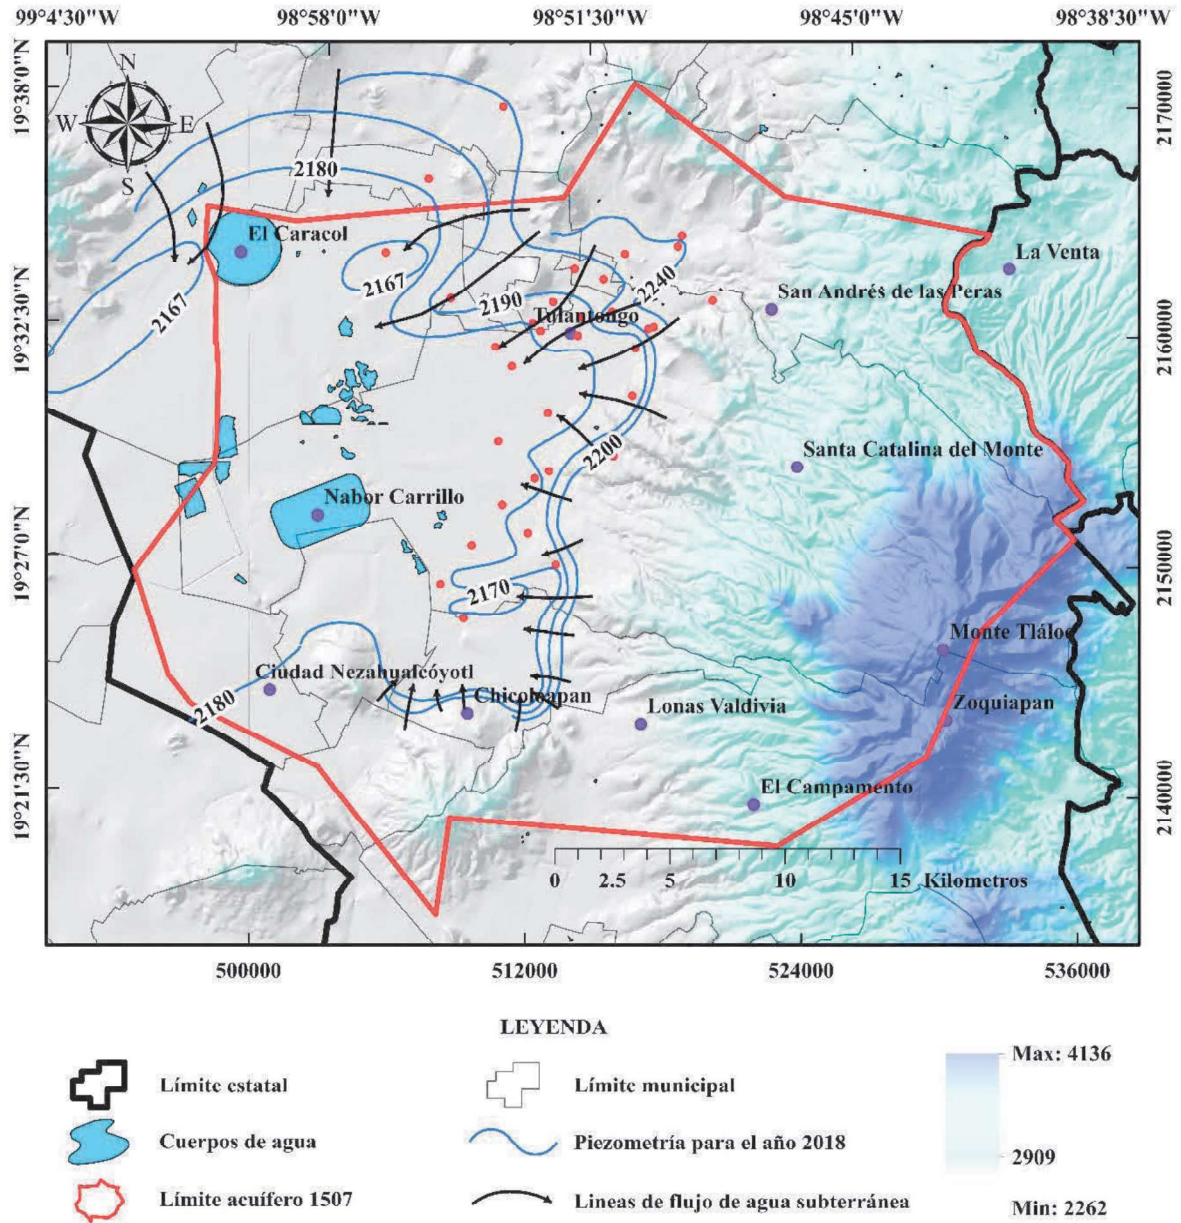 99°4'30"W 98°58'0"W 98°51'30"W 98°45'0"W 98°38'30"W
19°38'0"N
19°32'30"N
19°27'0"N
19°21'30"N
2170000
2160000
2150000
2140000
N
W E
S
2180
El Caracol
La Venta
2167
2240
2190
San Andrés de las Peras
2167
Tulantongo
2200
Santa Catalina del Monte
Nabor Carrillo
2170
Monte Tláloc
Ciudad Nezahualcóyotl
Chicoloapan
2180
Lonas Valdivia
Zoquiapan
El Campamento
0 2.5 5 10 15 Kilometros
500000 512000 524000 536000
LEYENDA
Límite estatal
Límite municipal
Max: 4136
Cuerpos de agua
Piezometría para el año 2018
2909
Límite acuífero 1507
Lineas de flujo de agua subterránea
Min: 2262